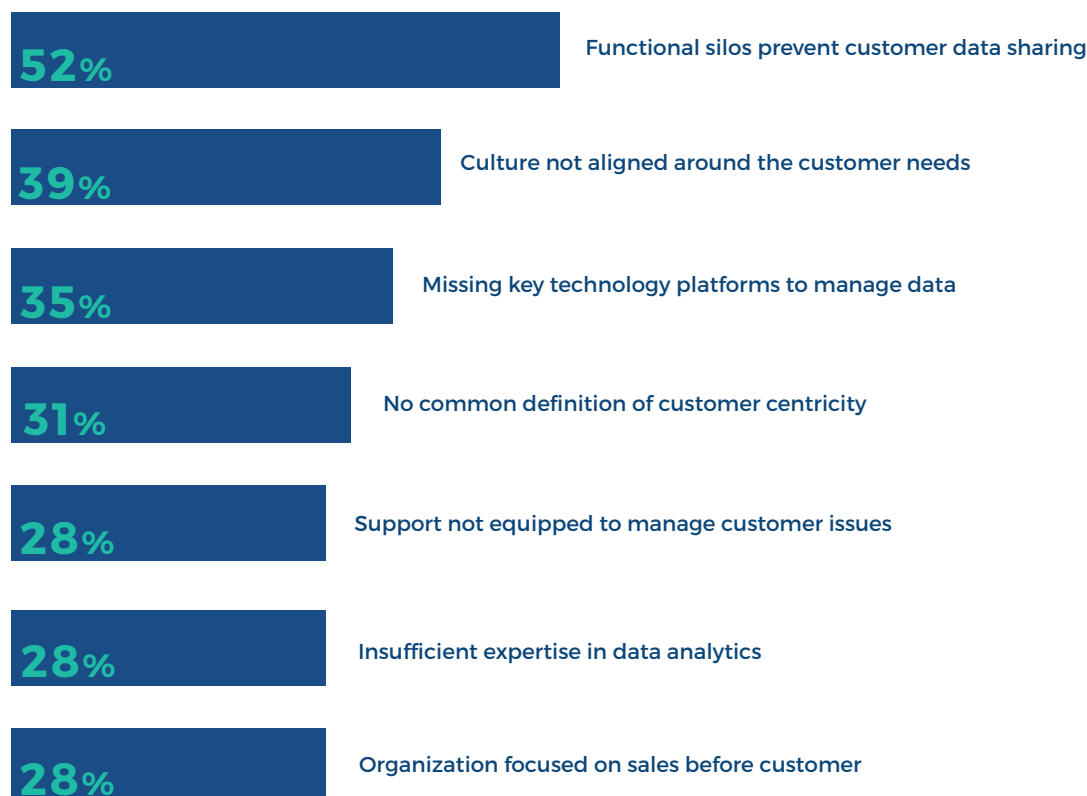 52%
Functional silos prevent customer data sharing
39%
Culture not aligned around the customer needs
35%
Missing key technology platforms to manage data
31%
No common definition of customer centricity
28%
Support not equipped to manage customer issues
28%
Insufficient expertise in data analytics
28%
Organization focused on sales before customer